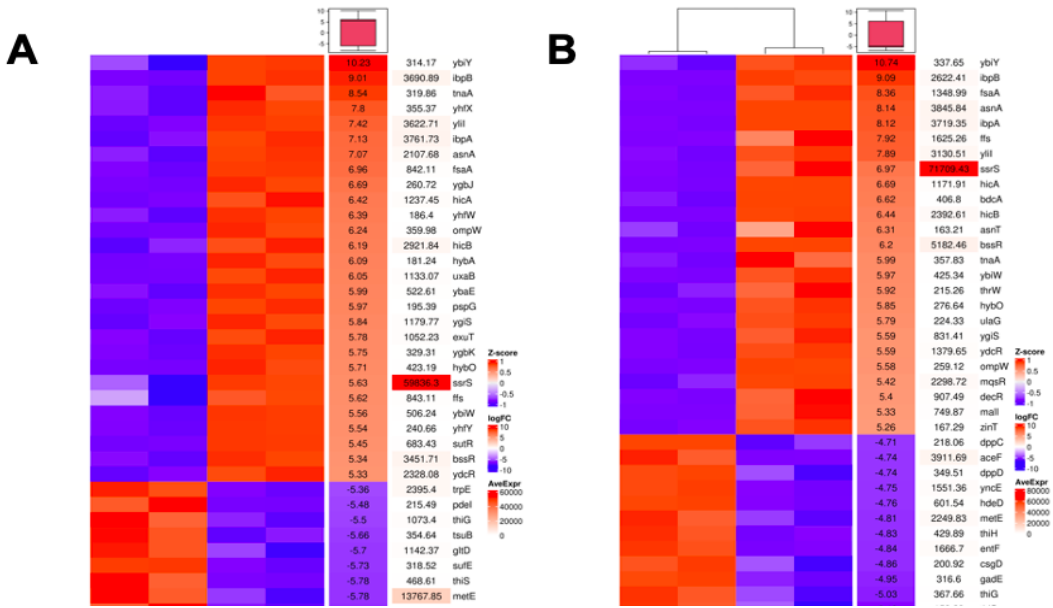 A
10
5
0
-5
10.23 314.17 ybiY
9.01 3690.89 ibpB
8.54 319.86 tnaA
7.8 355.37 yhfX
7.42 3622.71 yliI
7.13 3761.73 ibpA
7.07 2107.68 asnA
6.96 842.11 fsaA
6.69 260.72 ygbJ
6.42 1237.45 hicA
6.39 186.4 yhfW
6.24 359.98 ompW
6.19 2921.84 hicB
6.09 181.24 hybA
6.05 1133.07 uxaB
5.99 522.61 ybaE
5.97 195.39 pspG
5.84 1179.77 ygiS
5.78 1052.23 exuT
5.75 329.31 ygbK
5.71 423.19 hybO
5.63 59836.3 ssrS
5.62 843.11 ffs
5.56 506.24 ybiW
5.54 240.66 yhfY
5.45 683.43 sutR
5.34 3451.71 bssR
5.33 2328.08 ydcR
-5.36 2395.4 trpE
-5.48 215.49 pdeI
-5.5 1073.4 thiG
-5.66 354.64 tsuB
-5.7 1142.37 gltD
-5.73 318.52 sufE
-5.78 468.61 thiS
-5.78 13767.85 metE
Z-score
1
0.5
0
-0.5
-1
logFC
10
5
0
-5
-10
AveExpr
60000
40000
20000
0
B
10
5
0
-5
10.74 337.65 ybiY
9.09 2622.41 ibpB
8.36 1348.99 fsaA
8.14 3845.84 asnA
8.12 3719.35 ibpA
7.92 1625.26 ffs
7.89 3130.51 yliI
6.97 71709.43 ssrS
6.69 1171.91 hicA
6.62 406.8 bdcA
6.44 2392.61 hicB
6.31 163.21 asnT
6.2 5182.46 bssR
5.99 357.83 tnaA
5.97 425.34 ybiW
5.92 215.26 thrW
5.85 276.64 hybO
5.79 224.33 ulaG
5.59 831.41 ygiS
5.59 1379.65 ydcR
5.58 259.12 ompW
5.42 2298.72 mqsR
5.4 907.49 decR
5.33 749.87 malI
5.26 167.29 zinT
-4.71 218.06 dppC
-4.74 3911.69 aceF
-4.74 349.51 dppD
-4.75 1551.36 yncE
-4.76 601.54 hdeD
-4.81 2249.83 metE
-4.83 429.89 thiH
-4.84 1666.7 entF
-4.86 200.92 csgD
-4.95 316.6 gadE
-5.03 367.66 thiG
Z-score
1
0.5
0
-0.5
-1
logFC
10
5
0
-5
-10
AveExpr
80000
60000
40000
20000
0